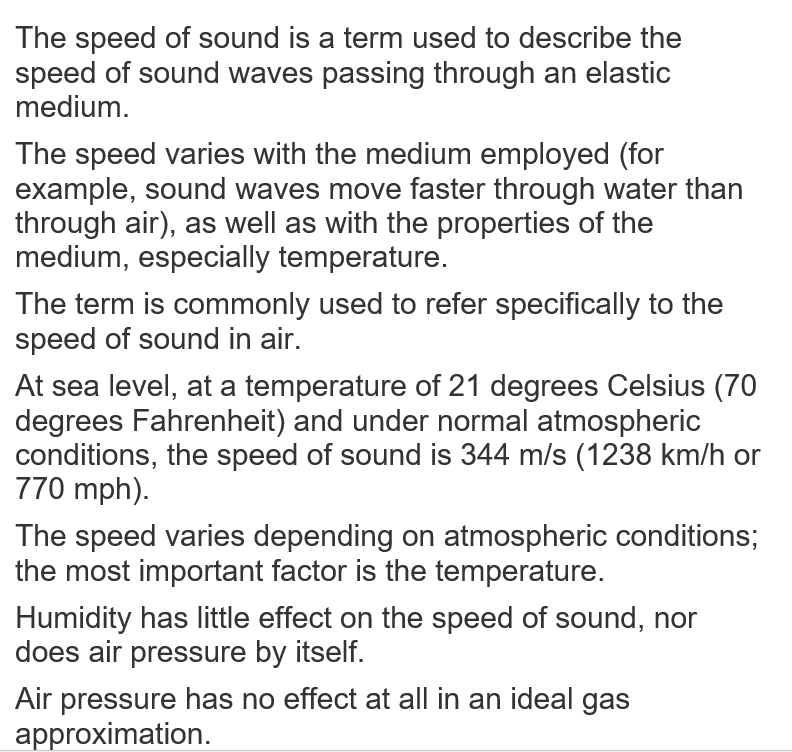 The speed of sound is a term used to describe the
speed of sound waves passing through an elastic
medium.
The speed varies with the medium employed (for
example, sound waves move faster through water than
through air), as well as with the properties of the
medium, especially temperature.
The term is commonly used to refer specifically to the
speed of sound in air.
At sea level, at a temperature of 21 degrees Celsius (70
degrees Fahrenheit) and under normal atmospheric
conditions, the speed of sound is 344 m/s (1238 km/h or
770 mph).
The speed varies depending on atmospheric conditions;
the most important factor is the temperature.
Humidity has little effect on the speed of sound, nor
does air pressure by itself.
Air pressure has no effect at all in an ideal gas
approximation.